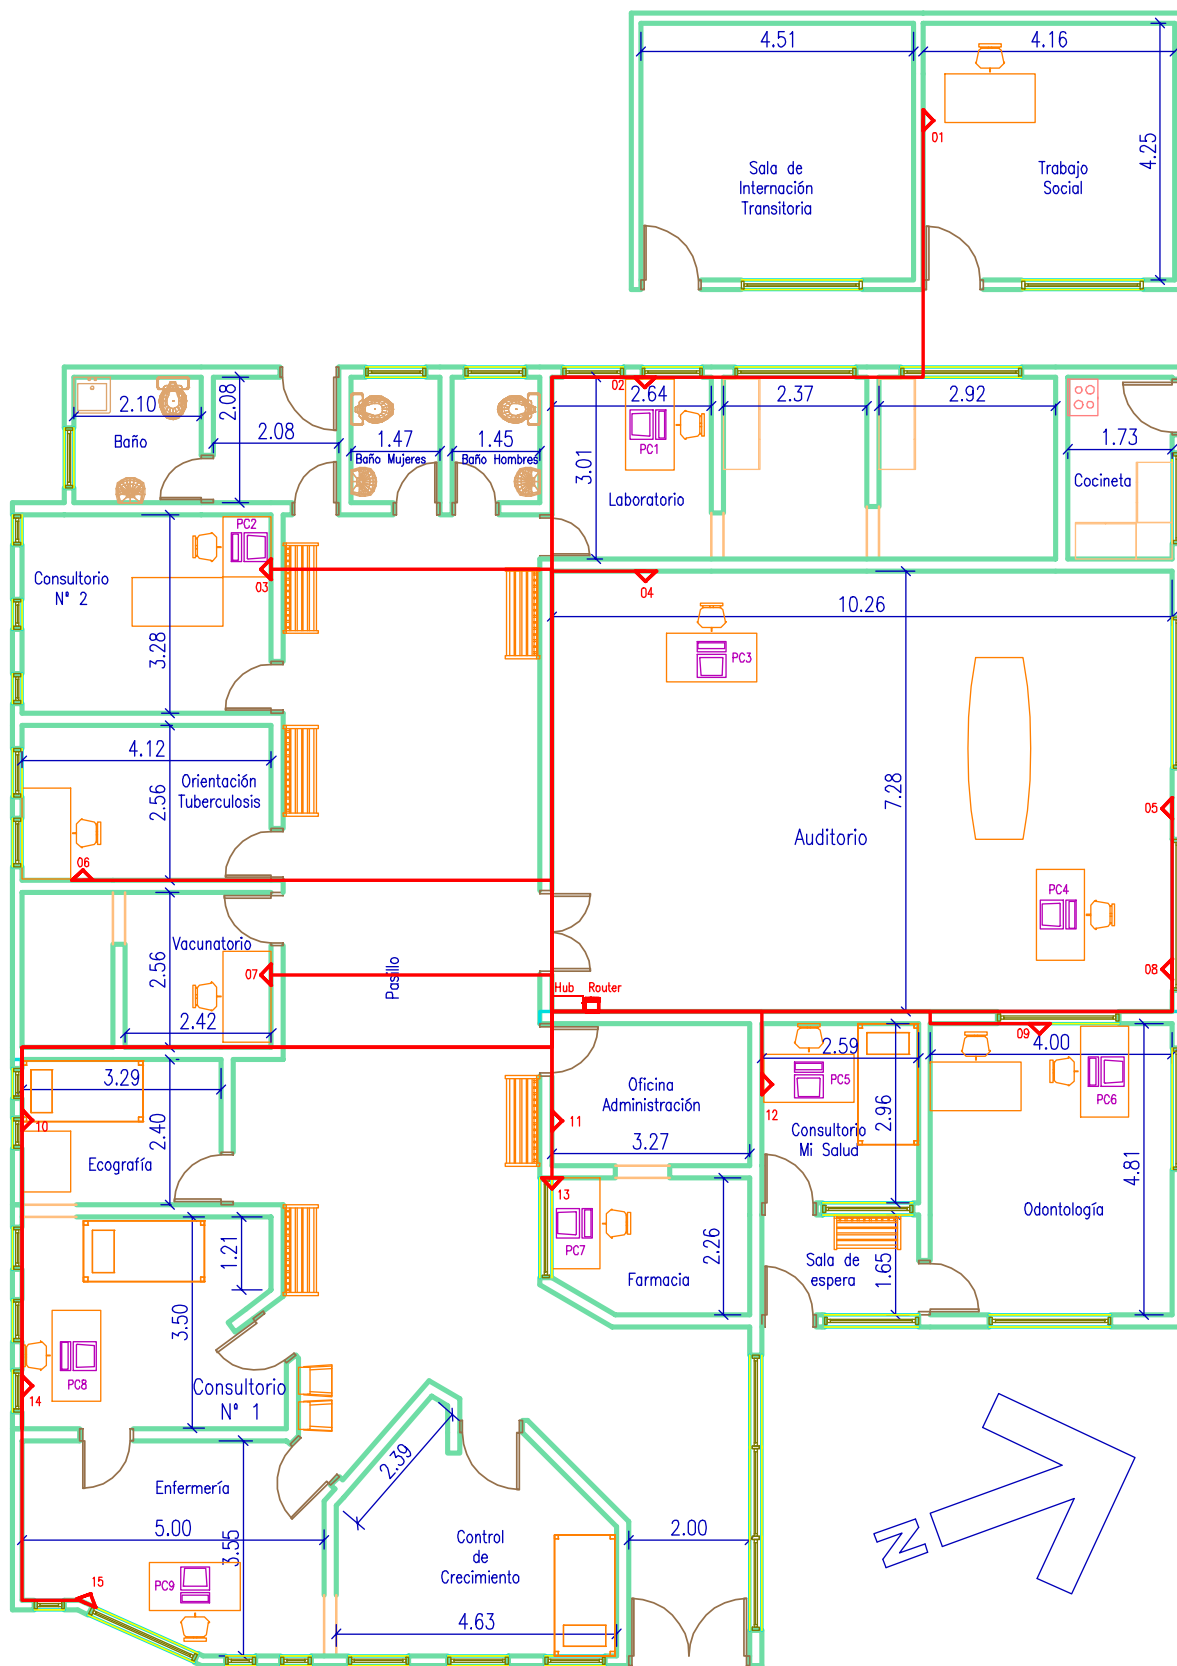 4.51
4.16
01
4.25
Sala de
Internación
Transitoria
Trabajo
Social
02
2.10
2.08
2.08
Baño
1.47
Baño Mujeres
1.45
Baño Hombres
2.64
2.37
2.92
1.73
PC1
3.01
Laboratorio
Cocineta
PC2
03
04
Consultorio
N° 2
3.28
10.26
PC3
4.12
Orientación
Tuberculosis
2.56
7.28
05
Auditorio
06
PC4
Vacunatorio
2.56
07
Pasillo
08
2.42
Hub
Router
09
3.29
2.59
4.00
Oficina
Administración
PC5
PC6
10
2.40
11
12
2.96
Consultorio
Mi Salud
Ecografía
3.27
4.81
13
Odontología
PC7
1.21
2.26
Farmacia
Sala de
espera
1.65
3.50
PC8
14
Consultorio
N° 1
2.39
Enfermería
5.00
3.55
Control
de
Crecimiento
2.00
N
PC9
15
4.63